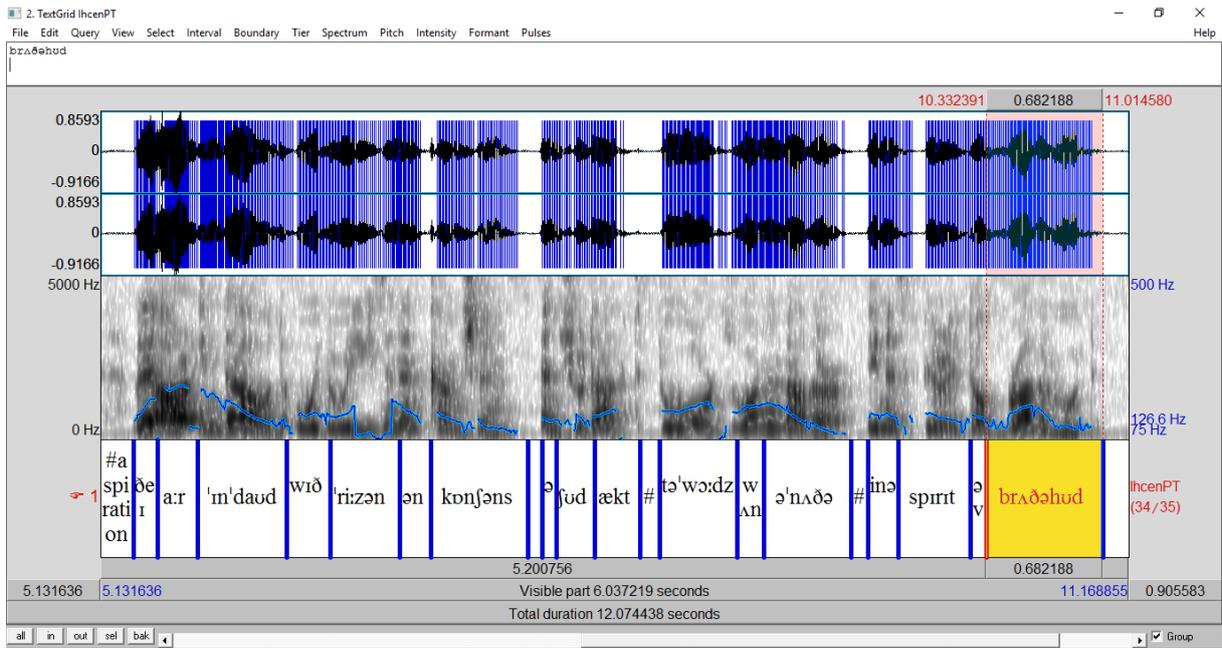 2. TextGrid lhcenPT
File Edit Query View Select Interval Boundary Tier Spectrum Pitch Intensity Formant Pulses Help
brʌðəhʊd
10.332391 0.682188 11.014580
0.8593
0
-0.9166
0.8593
0
-0.9166
5000 Hz 500 Hz
0 Hz 126.6 Hz
75 Hz
☞ 1
#a
spi
rati
on
ðe
ɪ
a:r
ˈɪnˈdaʊd
wɪð
ˈri:zən
ən
kɒnʃəns
ə
ʃʊd
ækt
#
təˈwɔ:dz
w
ʌn
əˈnʌðə
#
inə
spɪrɪt
ə
v
brʌðəhʊd
lhcenPT
(34/35)
5.200756 0.682188
5.131636 5.131636 Visible part 6.037219 seconds 11.168855 0.905583
Total duration 12.074438 seconds
all in out sel bak Group